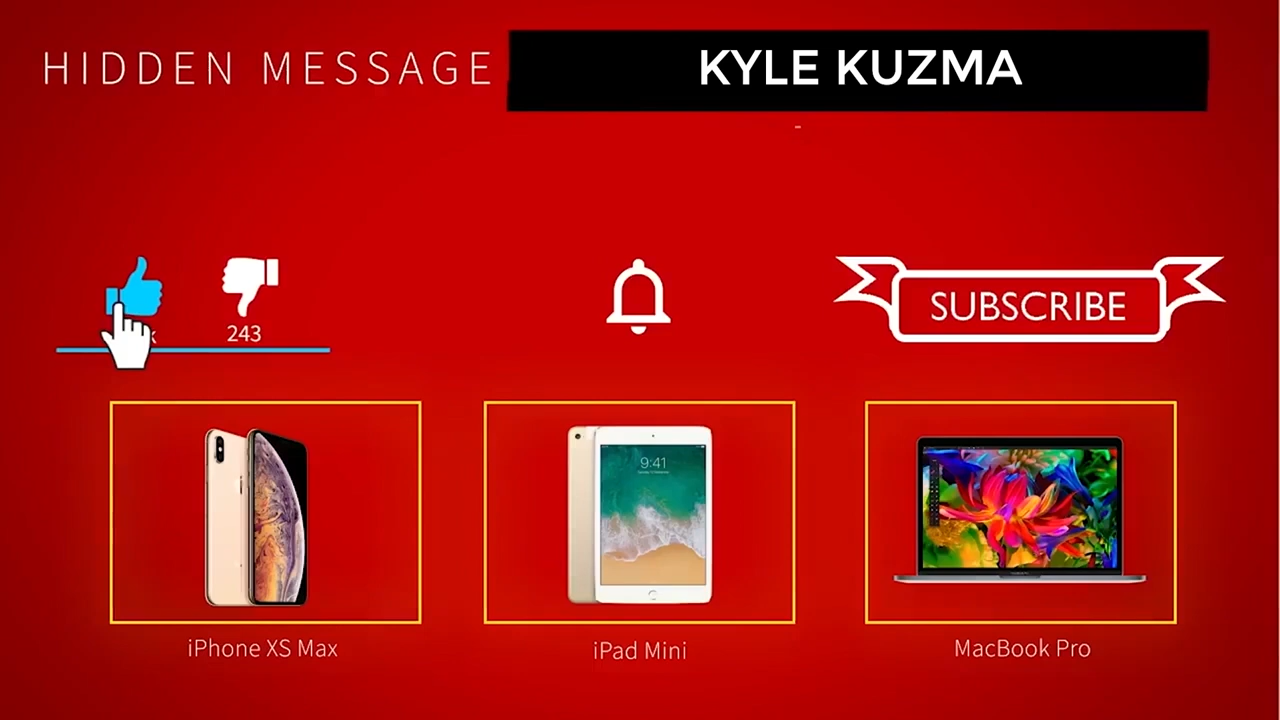 HIDDEN MESSAGE
KYLE KUZMA
243
SUBSCRIBE
9:41
iPhone XS Max
iPad Mini
MacBook Pro